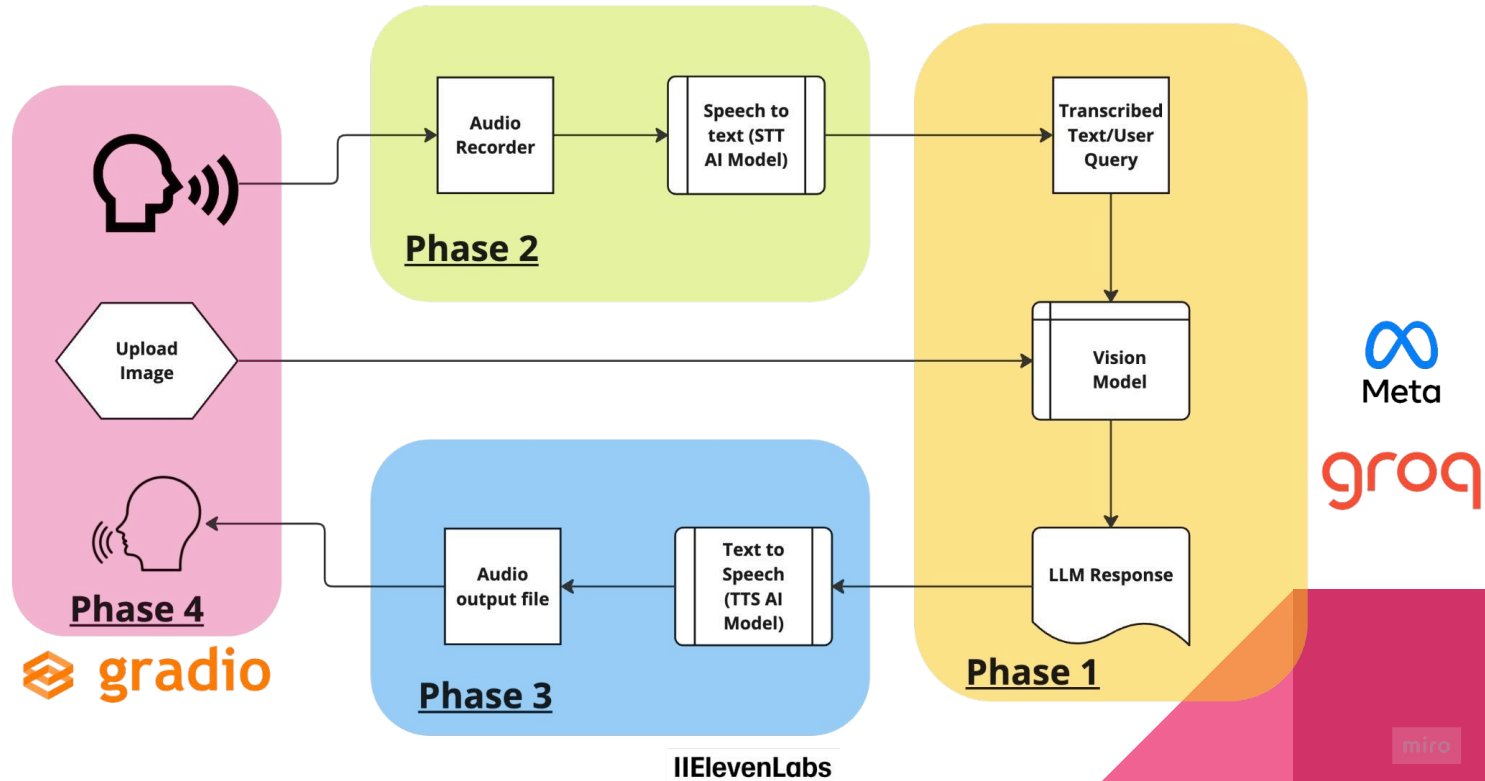 Audio
Recorder
Speech to
text (STT
AI Model)
Transcribed
Text/User
Query
Phase 2
Upload
Image
Vision
Model
Meta
groq
Audio
output file
Text to
Speech
(TTS AI
Model)
LLM Response
Phase 4
gradio
Phase 3
Phase 1
miro
IIElevenLabs